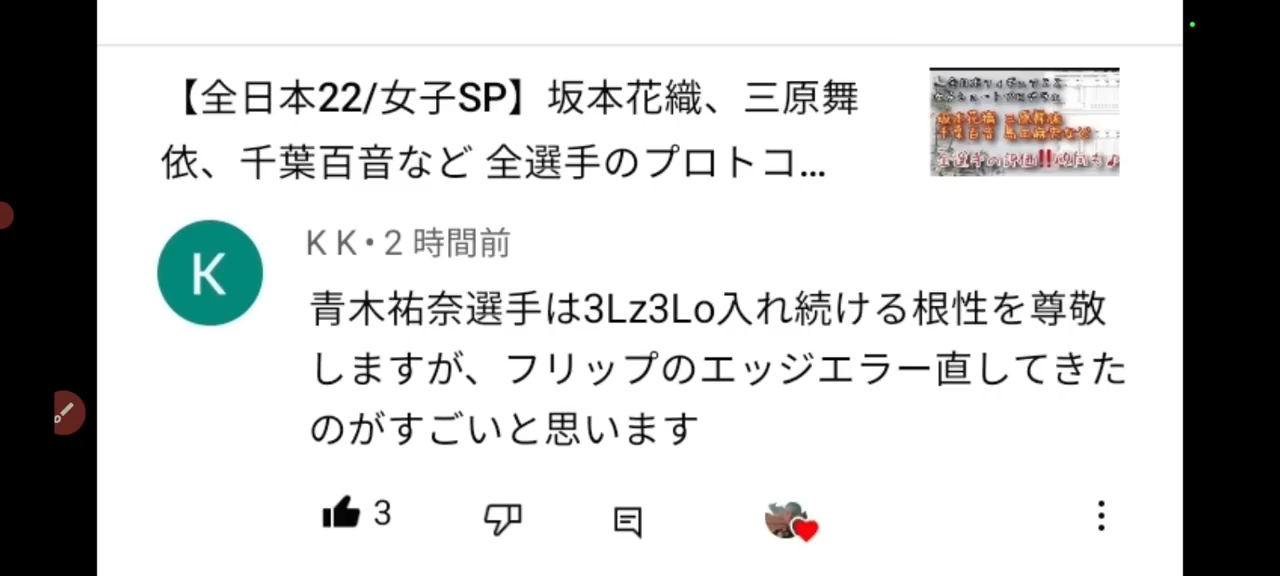 【全日本22/女子SP】坂本花織、三原舞
依、千葉百音など 全選手のプロトコ...
K
K K • 2 時間前
青木祐奈選手は3Lz3Lo入れ続ける根性を尊敬
しますが、フリップのエッジエラー直してきた
のがすごいと思います
3